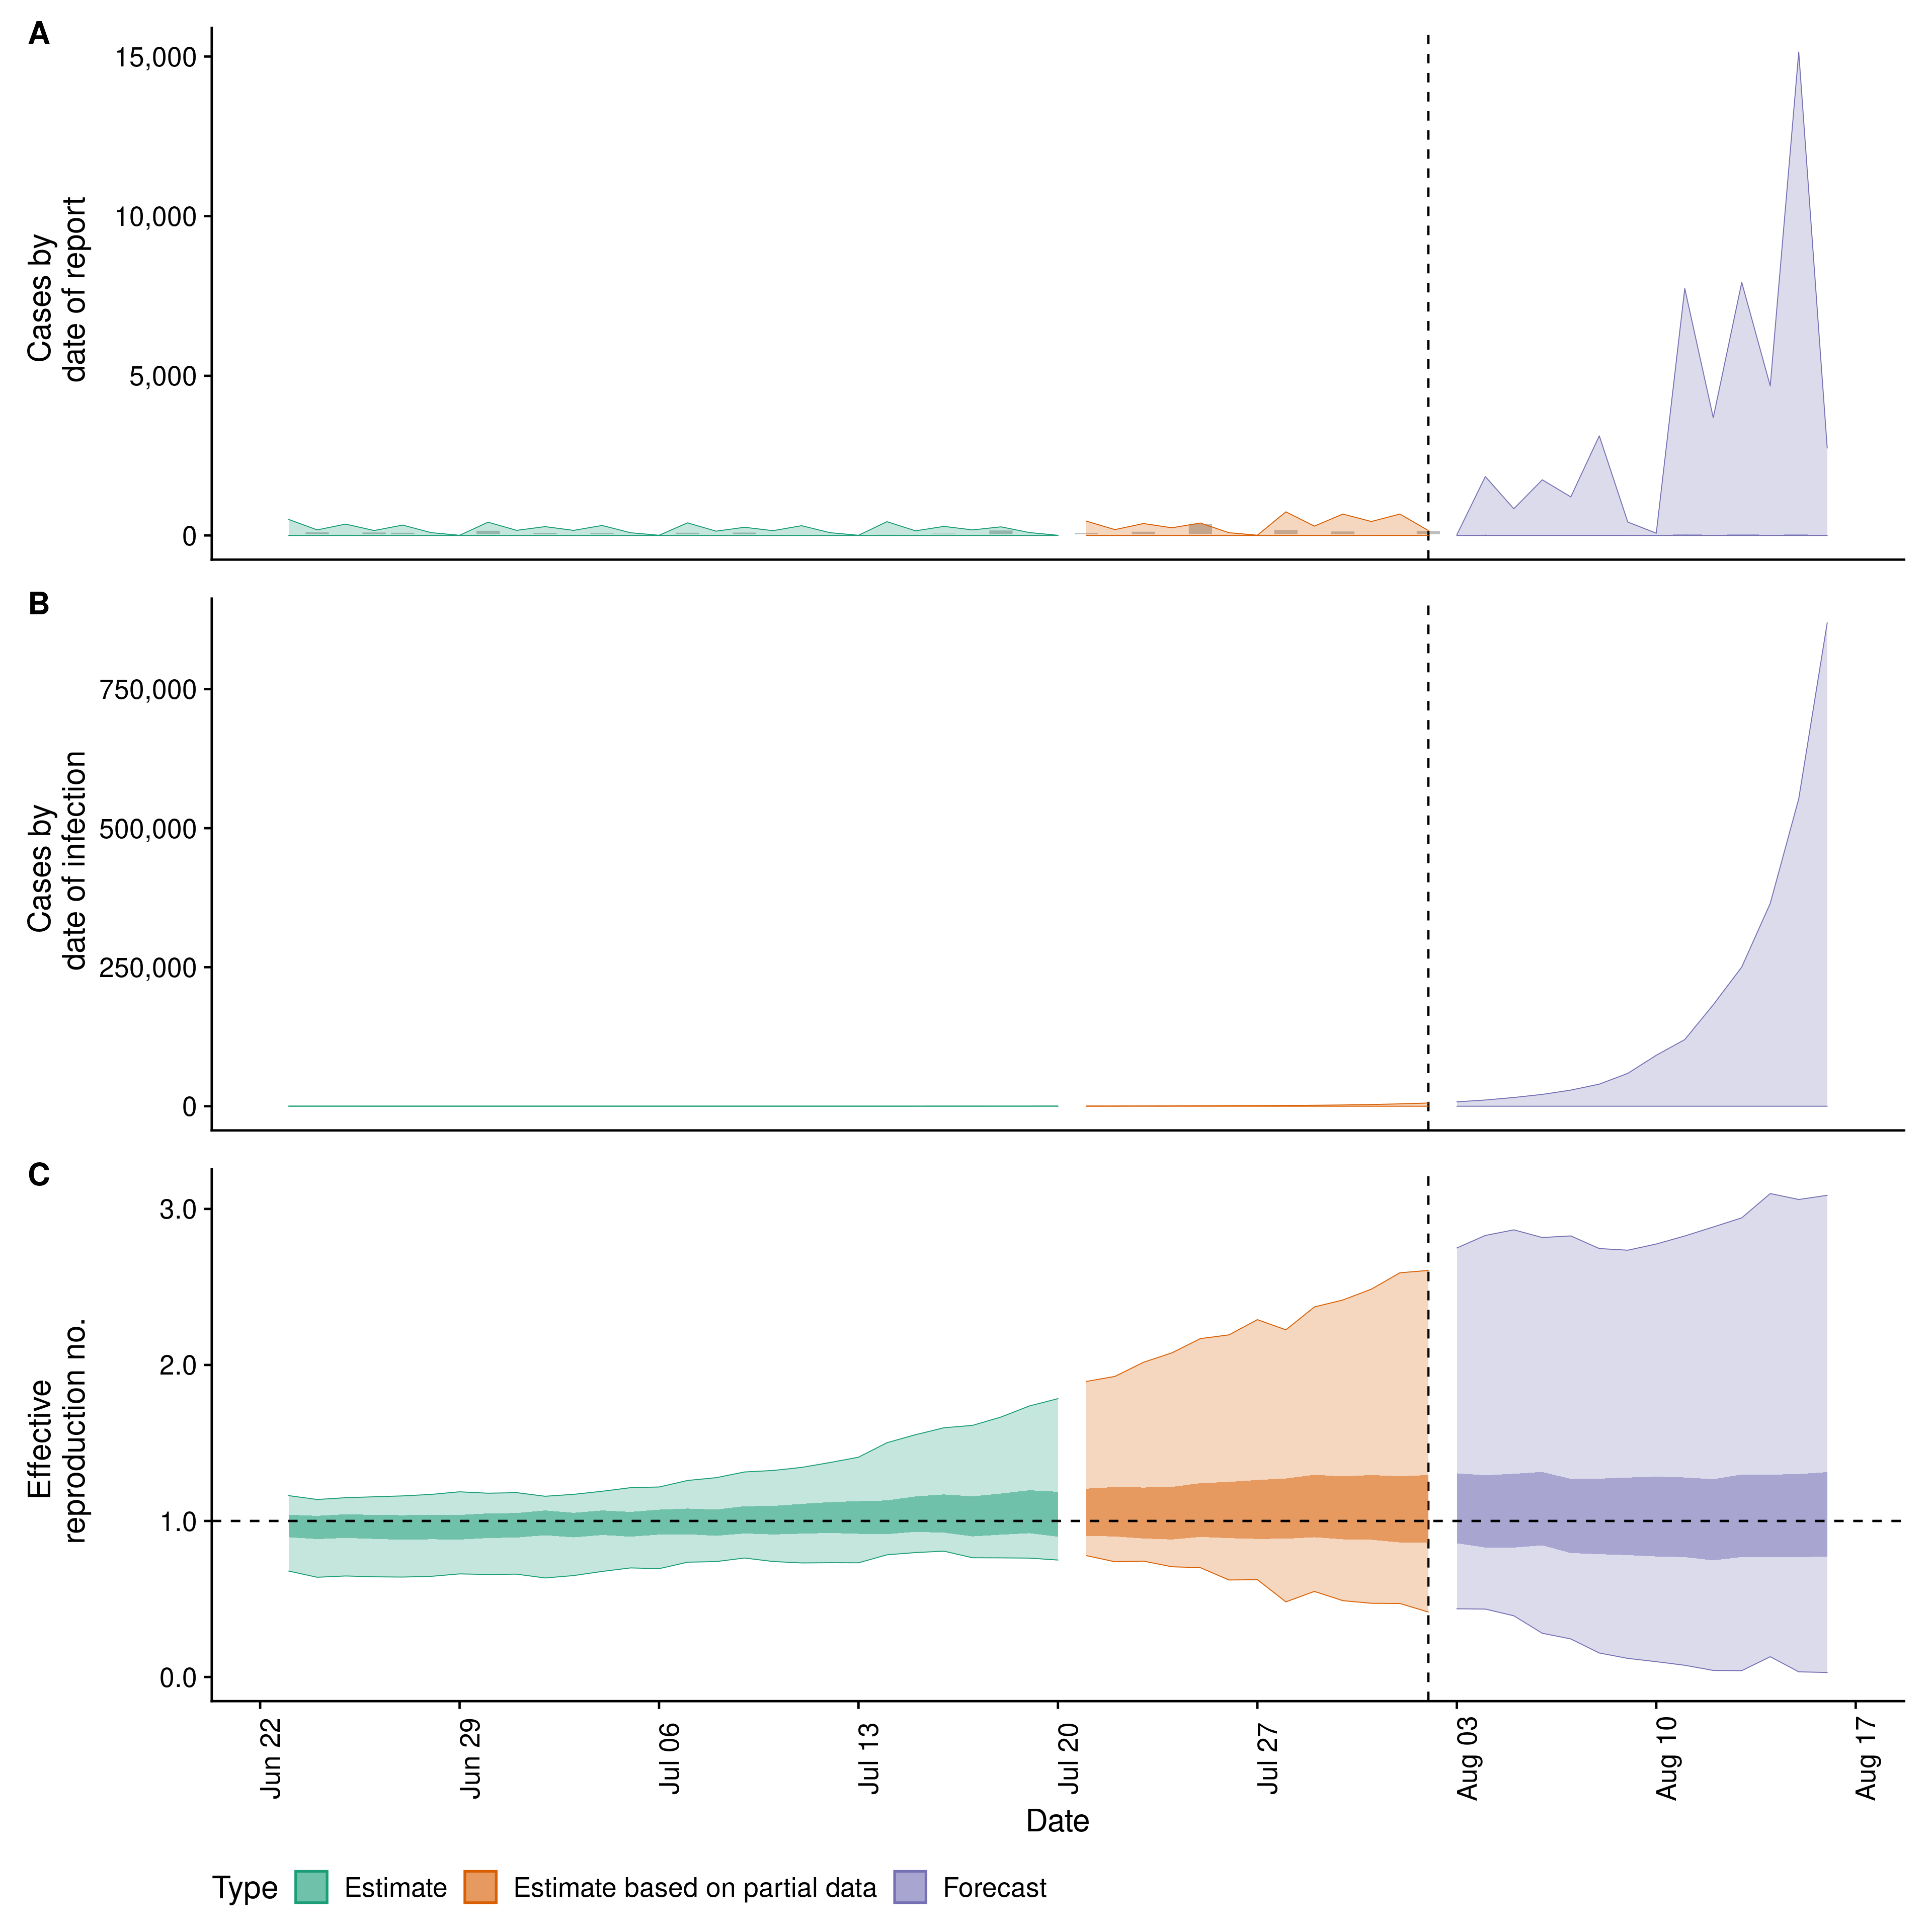 A
15,000
10,000
5,000
0
Cases by
date of report
B
750,000
500,000
250,000
0
Cases by
date of infection
C
3.0
2.0
1.0
0.0
Effective
reproduction no.
Jun 22
Jun 29
Jul 06
Jul 13
Jul 20
Jul 27
Aug 03
Aug 10
Aug 17
Date
Type Estimate Estimate based on partial data Forecast